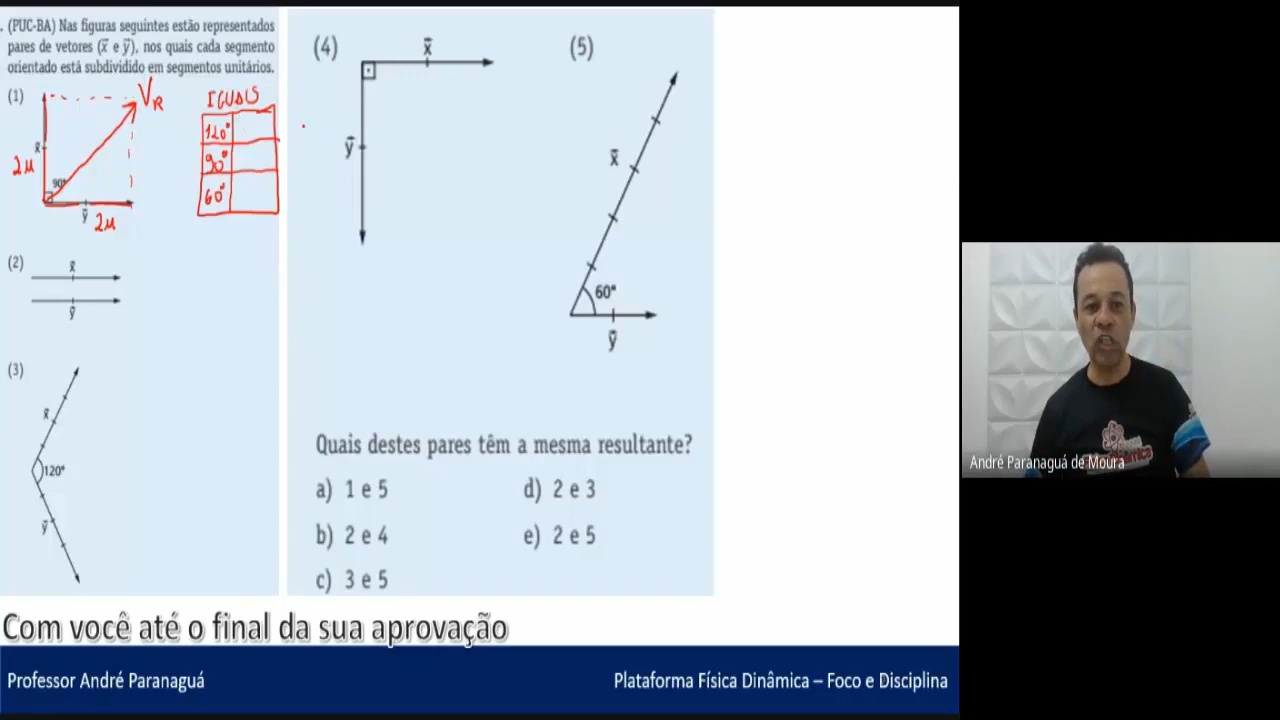 . (PUC-BA) Nas figuras seguintes estão representados
pares de vetores (x⃗ e y⃗), nos quais cada segmento
orientado está subdividido em segmentos unitários.
(1)
V_R
x⃗
2u
90°
y⃗
2u
IGUAIS
120°
90°
60°
(2)
x⃗
y⃗
(3)
x⃗
120°
y⃗
(4)
x⃗
y⃗
(5)
x⃗
60°
y⃗
Quais destes pares têm a mesma resultante?
a) 1 e 5
b) 2 e 4
c) 3 e 5
d) 2 e 3
e) 2 e 5
Com você até o final da sua aprovação
Professor André Paranaguá
Plataforma Física Dinâmica – Foco e Disciplina
André Paranaguá de Moura